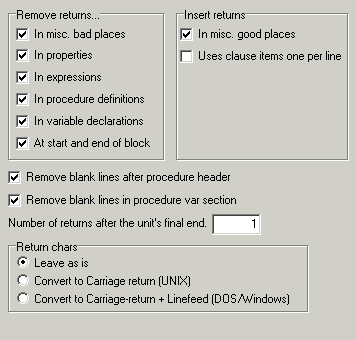 Remove returns...
In misc. bad places
In properties
In expressions
In procedure definitions
In variable declarations
At start and end of block
Insert returns
In misc. good places
Uses clause items one per line
Remove blank lines after procedure header
Remove blank lines in procedure var section
Number of returns after the unit's final end. 1
Return chars
Leave as is
Convert to Carriage return (UNIX)
Convert to Carriage-return + Linefeed (DOS/Windows)